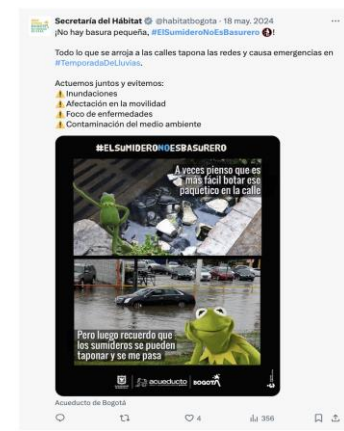 Secretaría del Hábitat @habitatbogota · 18 may. 2024
¡No hay basura pequeña, #ElSumideroNoEsBasurero !
Todo lo que se arroja a las calles tapona las redes y causa emergencias en
#TemporadaDeLluvias.
Actuemos juntos y evitemos:
Inundaciones
Afectación en la movilidad
Foco de enfermedades
Contaminación del medio ambiente
#ELSUMIDERONOESBASURERO
A veces pienso que es
más fácil botar ese
paquetico en la calle
Pero luego recuerdo que
los sumideros se pueden
taponar y se me pasa
acueducto
BOGOTÁ
Acueducto de Bogotá
4
356